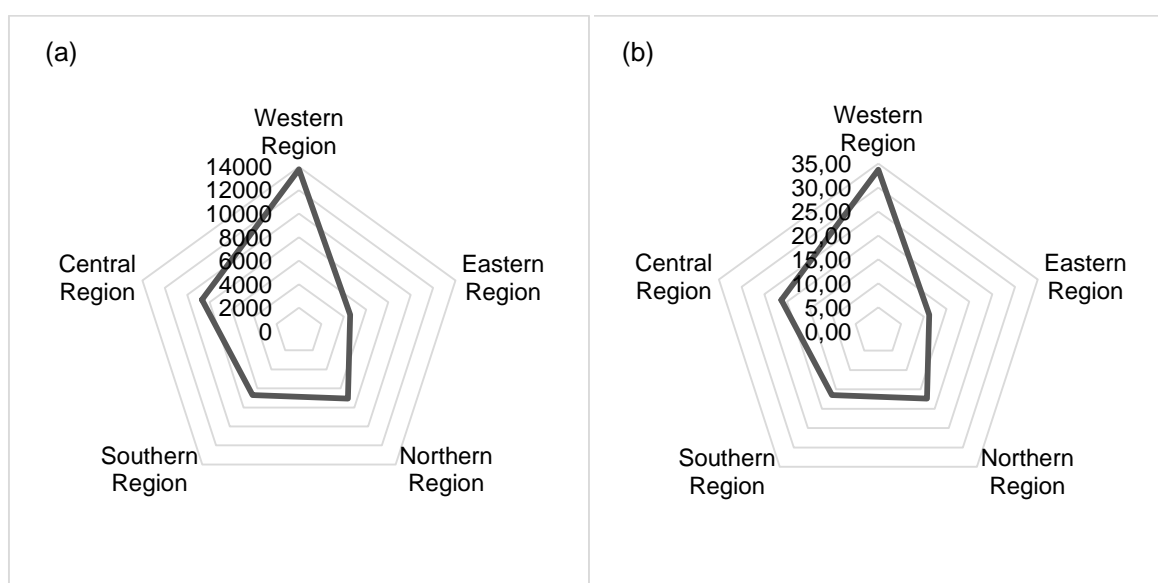 (a)
Western
Region
14000
12000
10000
8000
6000
4000
2000
0
Central
Region
Eastern
Region
Southern
Region
Northern
Region
(b)
Western
Region
35,00
30,00
25,00
20,00
15,00
10,00
5,00
0,00
Central
Region
Eastern
Region
Southern
Region
Northern
Region